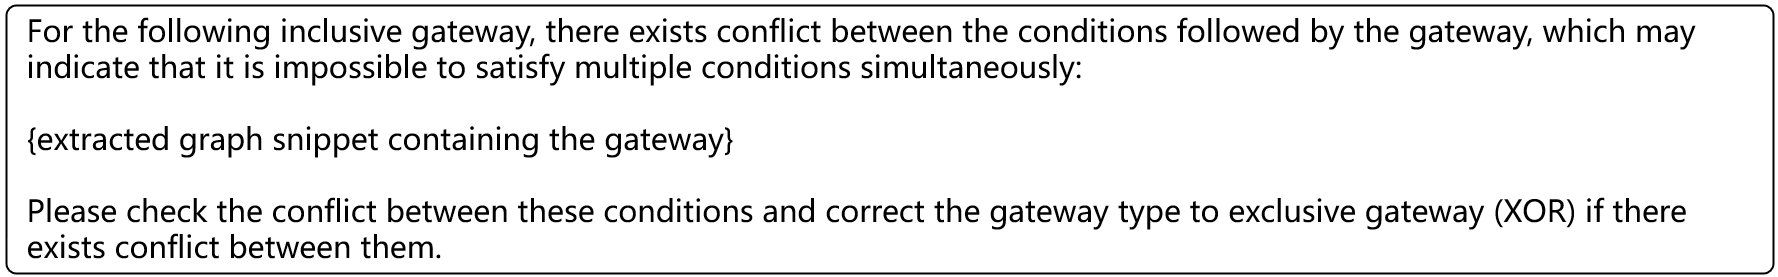 For the following inclusive gateway, there exists conflict between the conditions followed by the gateway, which may
indicate that it is impossible to satisfy multiple conditions simultaneously:
{extracted graph snippet containing the gateway}
Please check the conflict between these conditions and correct the gateway type to exclusive gateway (XOR) if there
exists conflict between them.